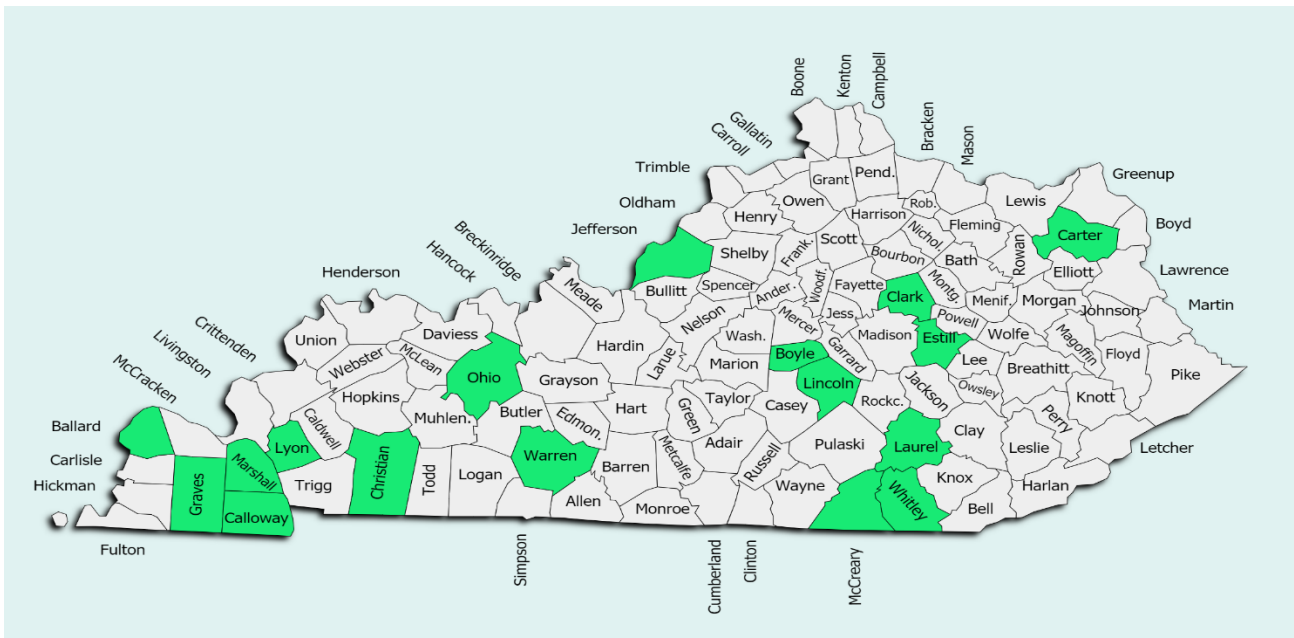 Boone
Kenton
Campbell
Gallatin
Carroll
Bracken
Mason
Trimble
Greenup
Grant
Pend.
Oldham
Owen
Rob.
Lewis
Henry
Harrison
Fleming
Boyd
Jefferson
Carter
Shelby
Frank.
Scott
Nichol.
Rowan
Breckinridge
Hancock
Bourbon
Bath
Elliott
Lawrence
Henderson
Meade
Bullitt
Spencer
Ander.
Woodf.
Fayette
Clark
Montg.
Menif.
Morgan
Johnson
Martin
Crittenden
Livingston
McCracken
Union
Daviess
Nelson
Mercer
Jess.
Powell
Magoffin
Webster
McLean
Hardin
Larue
Wash.
Madison
Estill
Wolfe
Floyd
Ohio
Grayson
Marion
Boyle
Garrard
Lee
Breathitt
Pike
Hopkins
Lincoln
Jackson
Owsley
Knott
Caldwell
Muhlen.
Butler
Edmon.
Hart
Green
Taylor
Casey
Rockc.
Perry
Ballard
Lyon
Clay
Letcher
Carlisle
Marshall
Warren
Barren
Metcalfe
Adair
Russell
Pulaski
Laurel
Leslie
Hickman
Graves
Trigg
Christian
Todd
Logan
Wayne
Whitley
Knox
Harlan
Calloway
Allen
Monroe
Bell
Fulton
Simpson
Cumberland
Clinton
McCreary